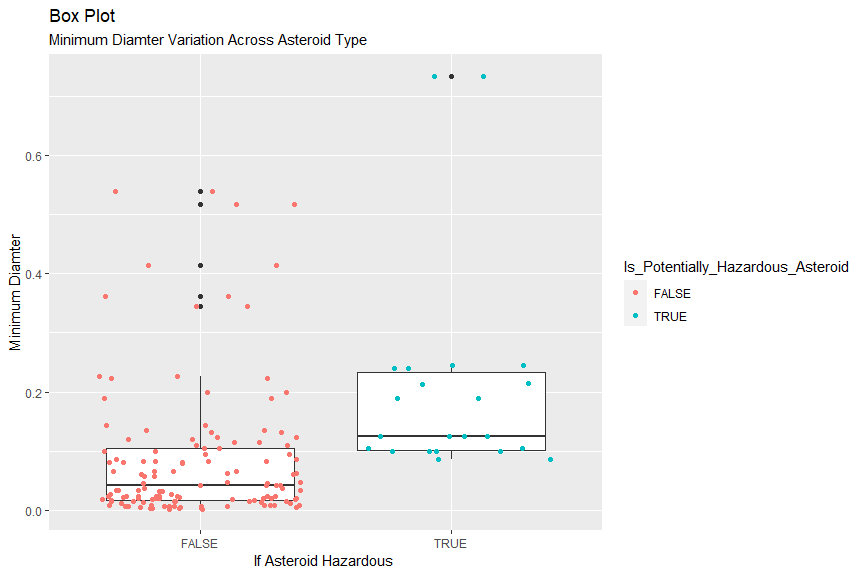 Box Plot
Minimum Diamter Variation Across Asteroid Type
Minimum Diamter
0.6
0.4
0.2
0.0
FALSE
TRUE
If Asteroid Hazardous
Is_Potentially_Hazardous_Asteroid
FALSE
TRUE